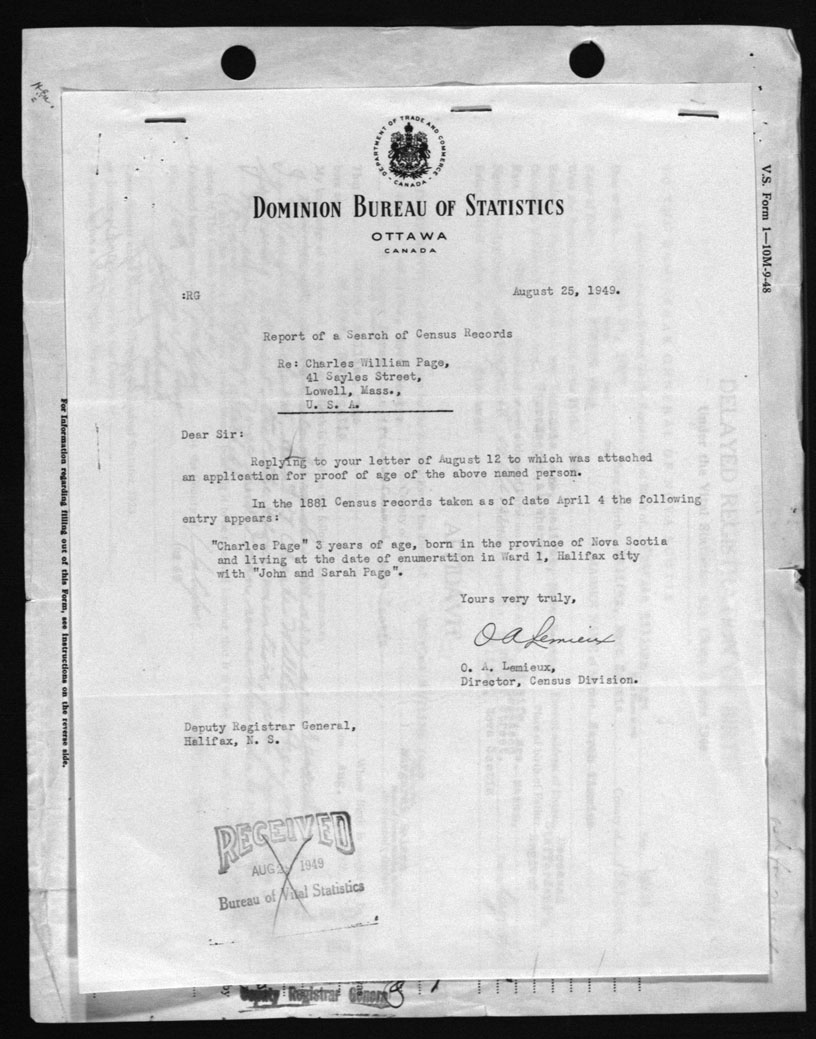 DEPARTMENT OF TRADE AND COMMERCE
CANADA
DOMINION BUREAU OF STATISTICS
OTTAWA
CANADA
:RG
August 25, 1949.
Report of a Search of Census Records
Re: Charles William Page,
41 Sayles Street,
Lowell, Mass.,
U. S. A.
Dear Sir:
Replying to your letter of August 12 to which was attached
an application for proof of age of the above named person.
In the 1881 Census records taken as of date April 4 the following
entry appears:
"Charles Page" 3 years of age, born in the province of Nova Scotia
and living at the date of enumeration in Ward 1, Halifax city
with "John and Sarah Page".
Yours very truly,
O A Lemieux
O. A. Lemieux,
Director, Census Division.
Deputy Registrar General,
Halifax, N. S.
RECEIVED
AUG 1949
Bureau of Vital Statistics
Deputy Registrar General
V.S. Form 1—10M-9-48
For Information regarding filling out of this Form, see Instructions on the reverse side.